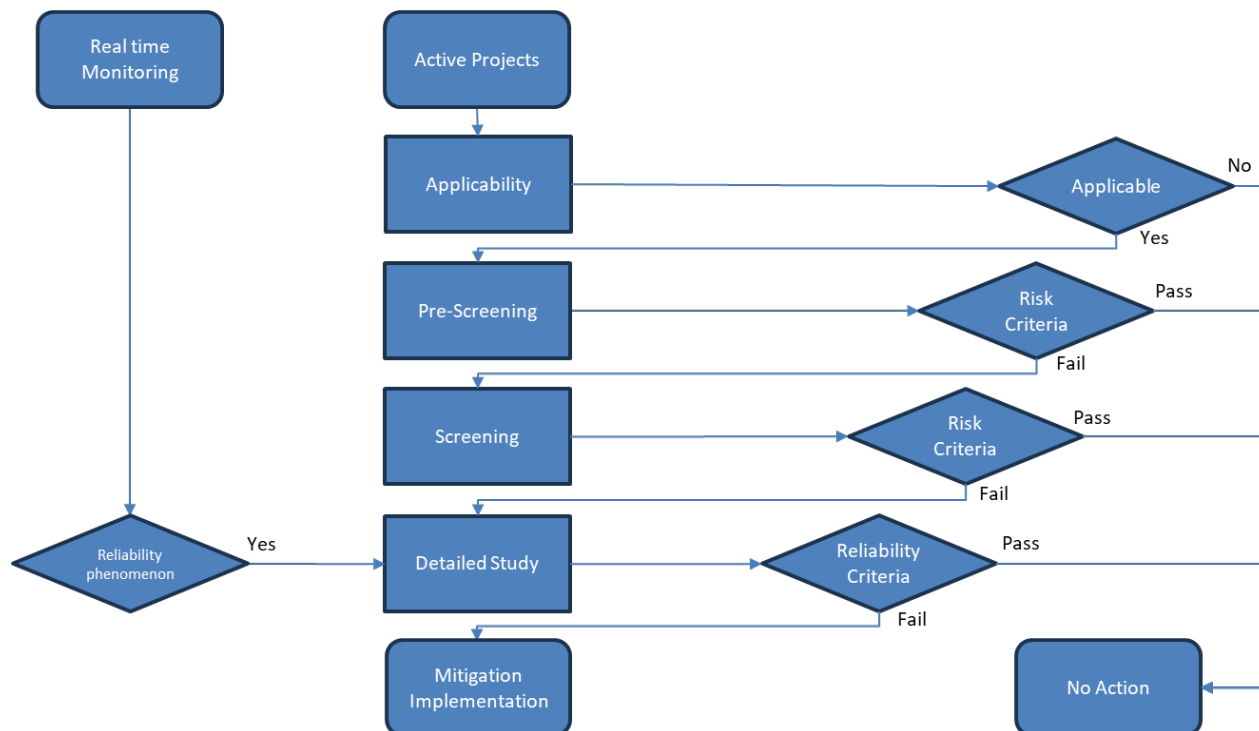 Real time
Monitoring
Active Projects
Applicability
Applicable
No
Yes
Pre-Screening
Risk
Criteria
Pass
Fail
Screening
Risk
Criteria
Pass
Fail
Reliability
phenomenon
Yes
Detailed Study
Reliability
Criteria
Pass
Fail
Mitigation
Implementation
No Action